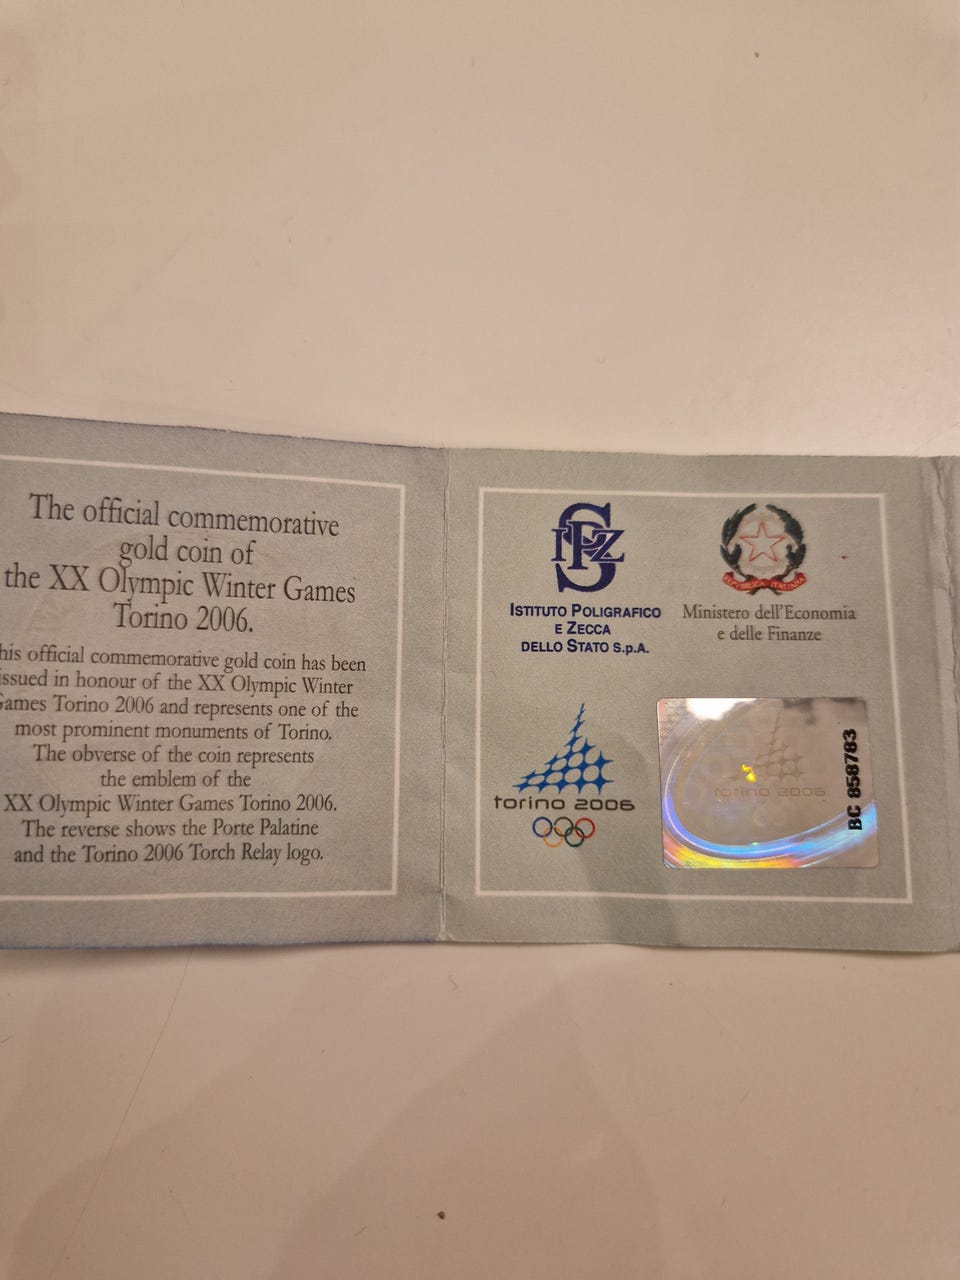 The official commemorative
gold coin of
the XX Olympic Winter Games
Torino 2006.
his official commemorative gold coin has been
ssued in honour of the XX Olympic Winter
Games Torino 2006 and represents one of the
most prominent monuments of Torino.
The obverse of the coin represents
the emblem of the
XX Olympic Winter Games Torino 2006.
The reverse shows the Porte Palatine
and the Torino 2006 Torch Relay logo.
IPZS
ISTITUTO POLIGRAFICO
E ZECCA
DELLO STATO S.p.A.
REPVBBLICA ITALIANA
Ministero dell'Economia
e delle Finanze
torino 2006
torino 2006
BC 858783